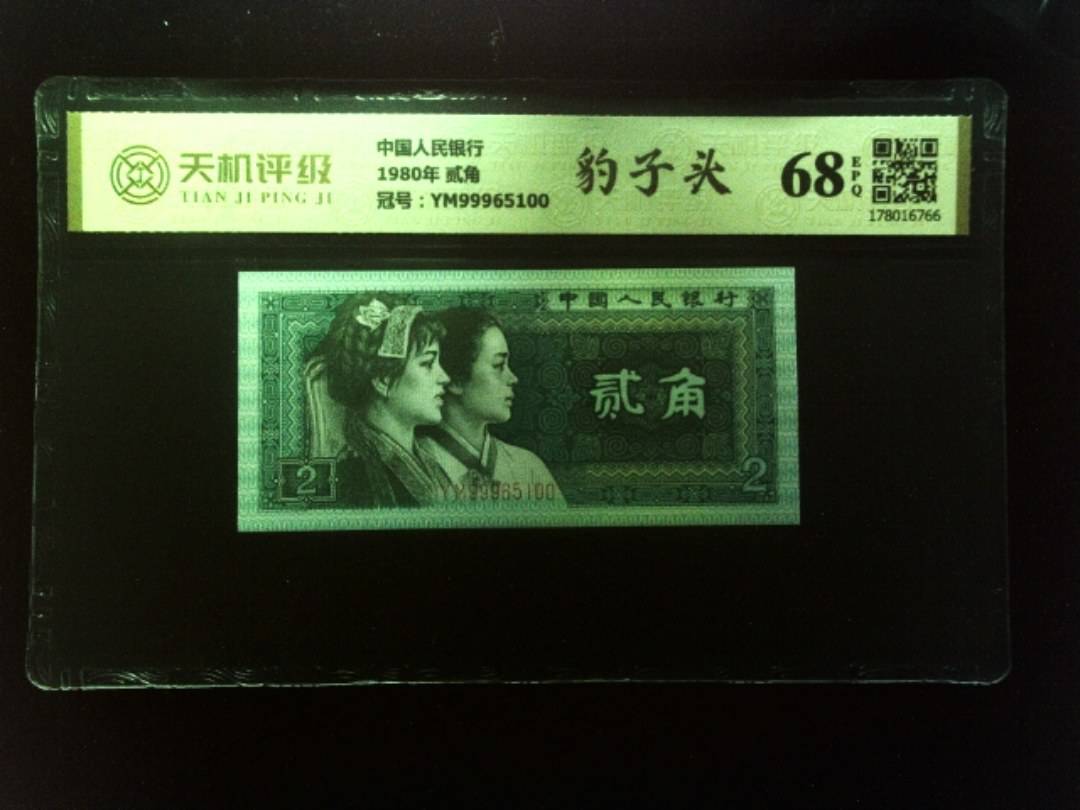 天机评级
TIAN JI PING JI
中国人民银行
1980年 贰角
冠号：YM99965100
豹子头
68
EPQ
178016766
中国人民银行
贰角
2
YM99965100
2